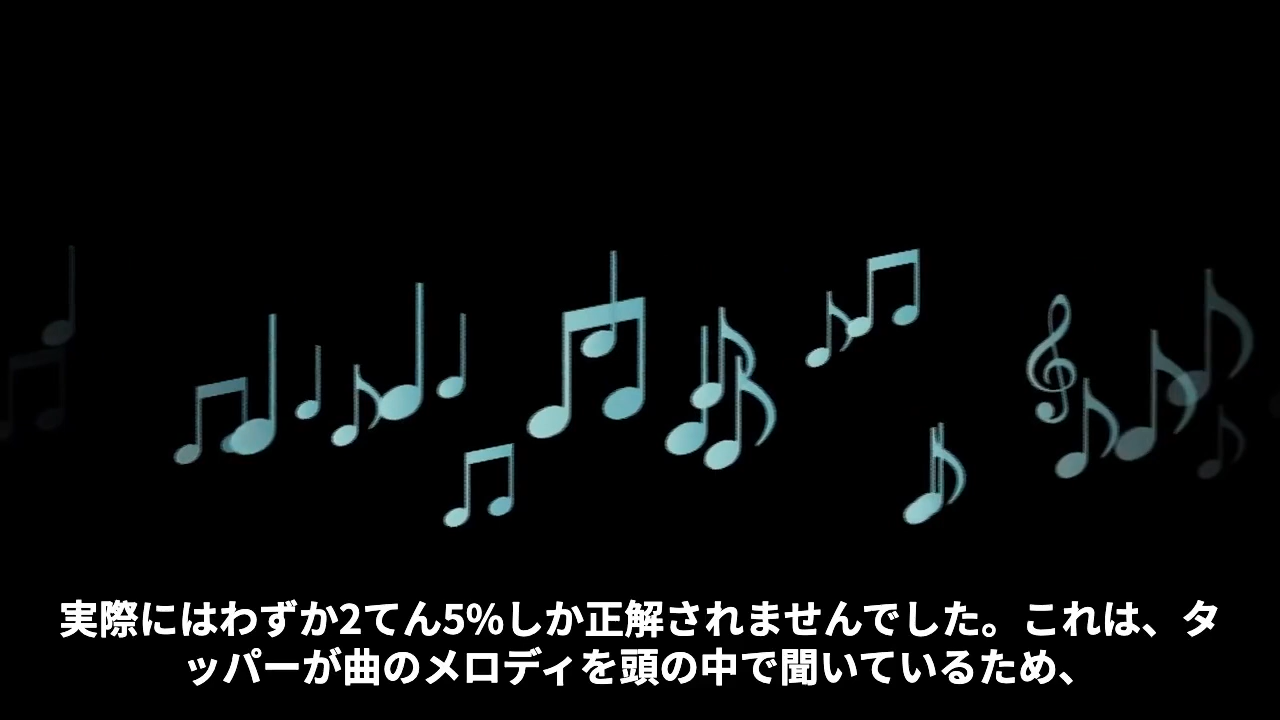 実際にはわずか2てん5%しか正解されませんでした。これは、タ
ッパーが曲のメロディを頭の中で聞いているため、